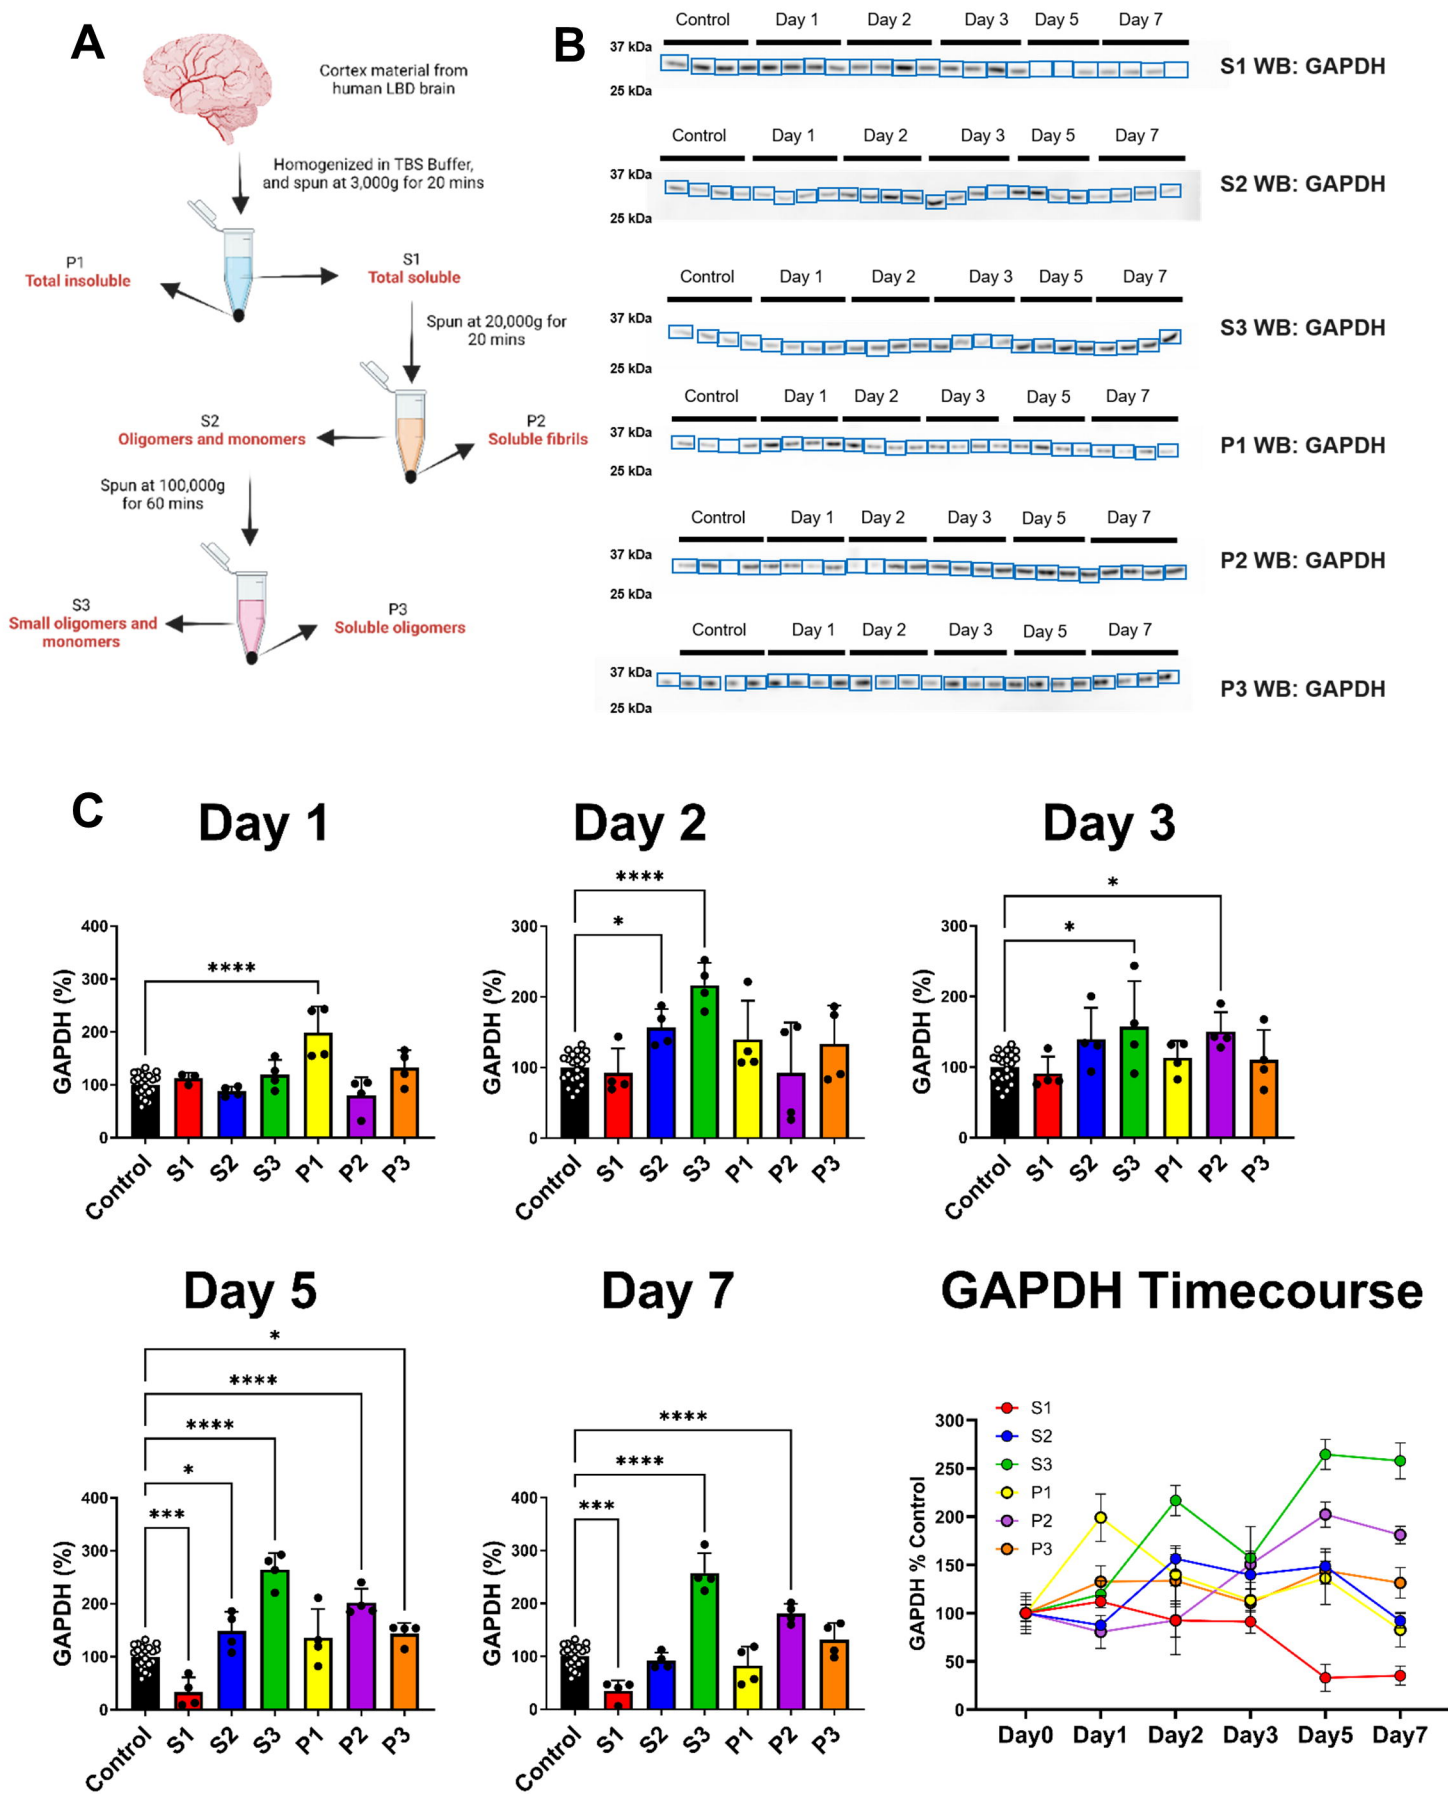 A
Cortex material from
human LBD brain
Homogenized in TBS Buffer,
and spun at 3,000g for 20 mins
P1
Total insoluble
S1
Total soluble
Spun at 20,000g for
20 mins
S2
Oligomers and monomers
P2
Soluble fibrils
Spun at 100,000g
for 60 mins
S3
Small oligomers and
monomers
P3
Soluble oligomers
B
Control Day 1 Day 2 Day 3 Day 5 Day 7
37 kDa
25 kDa
S1 WB: GAPDH
Control Day 1 Day 2 Day 3 Day 5 Day 7
37 kDa
25 kDa
S2 WB: GAPDH
Control Day 1 Day 2 Day 3 Day 5 Day 7
37 kDa
25 kDa
S3 WB: GAPDH
Control Day 1 Day 2 Day 3 Day 5 Day 7
37 kDa
25 kDa
P1 WB: GAPDH
Control Day 1 Day 2 Day 3 Day 5 Day 7
37 kDa
25 kDa
P2 WB: GAPDH
Control Day 1 Day 2 Day 3 Day 5 Day 7
37 kDa
25 kDa
P3 WB: GAPDH
C
Day 1
GAPDH (%)
400
300
200
100
0
****
Control S1 S2 S3 P1 P2 P3
Day 2
GAPDH (%)
300
200
100
0
****
*
Control S1 S2 S3 P1 P2 P3
Day 3
GAPDH (%)
300
200
100
0
*
*
Control S1 S2 S3 P1 P2 P3
Day 5
GAPDH (%)
400
300
200
100
0
*
****
****
*
***
Control S1 S2 S3 P1 P2 P3
Day 7
GAPDH (%)
400
300
200
100
0
****
****
***
Control S1 S2 S3 P1 P2 P3
GAPDH Timecourse
GAPDH % Control
300
250
200
150
100
50
0
S1
S2
S3
P1
P2
P3
Day0 Day1 Day2 Day3 Day5 Day7